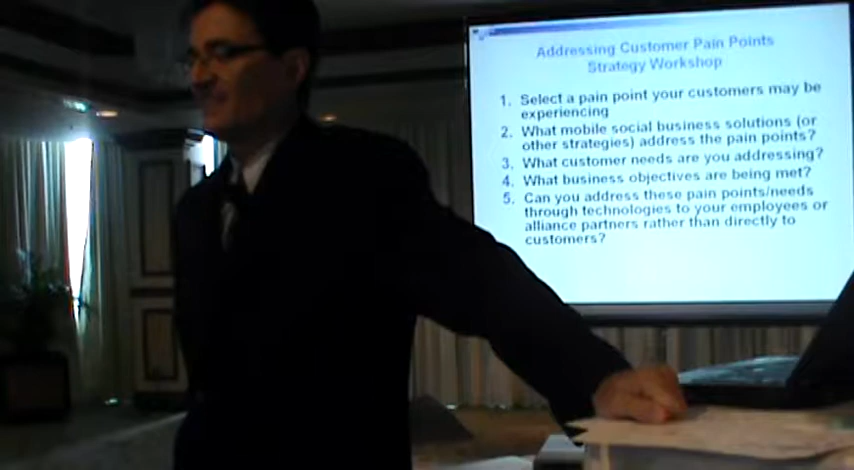 Addressing Customer Pain Points
Strategy Workshop
1. Select a pain point your customers may be
experiencing
2. What mobile social business solutions (or
other strategies) address the pain points?
3. What customer needs are you addressing?
4. What business objectives are being met?
5. Can you address these pain points/needs
through technologies to your employees or
alliance partners rather than directly to
customers?